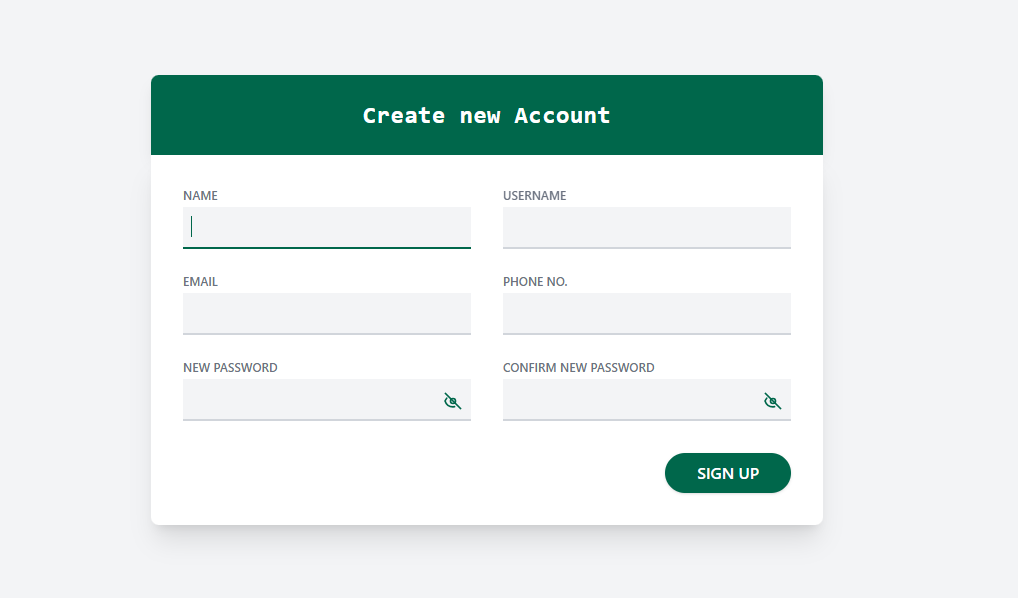 Create new Account
NAME
USERNAME
EMAIL
PHONE NO.
NEW PASSWORD
CONFIRM NEW PASSWORD
SIGN UP